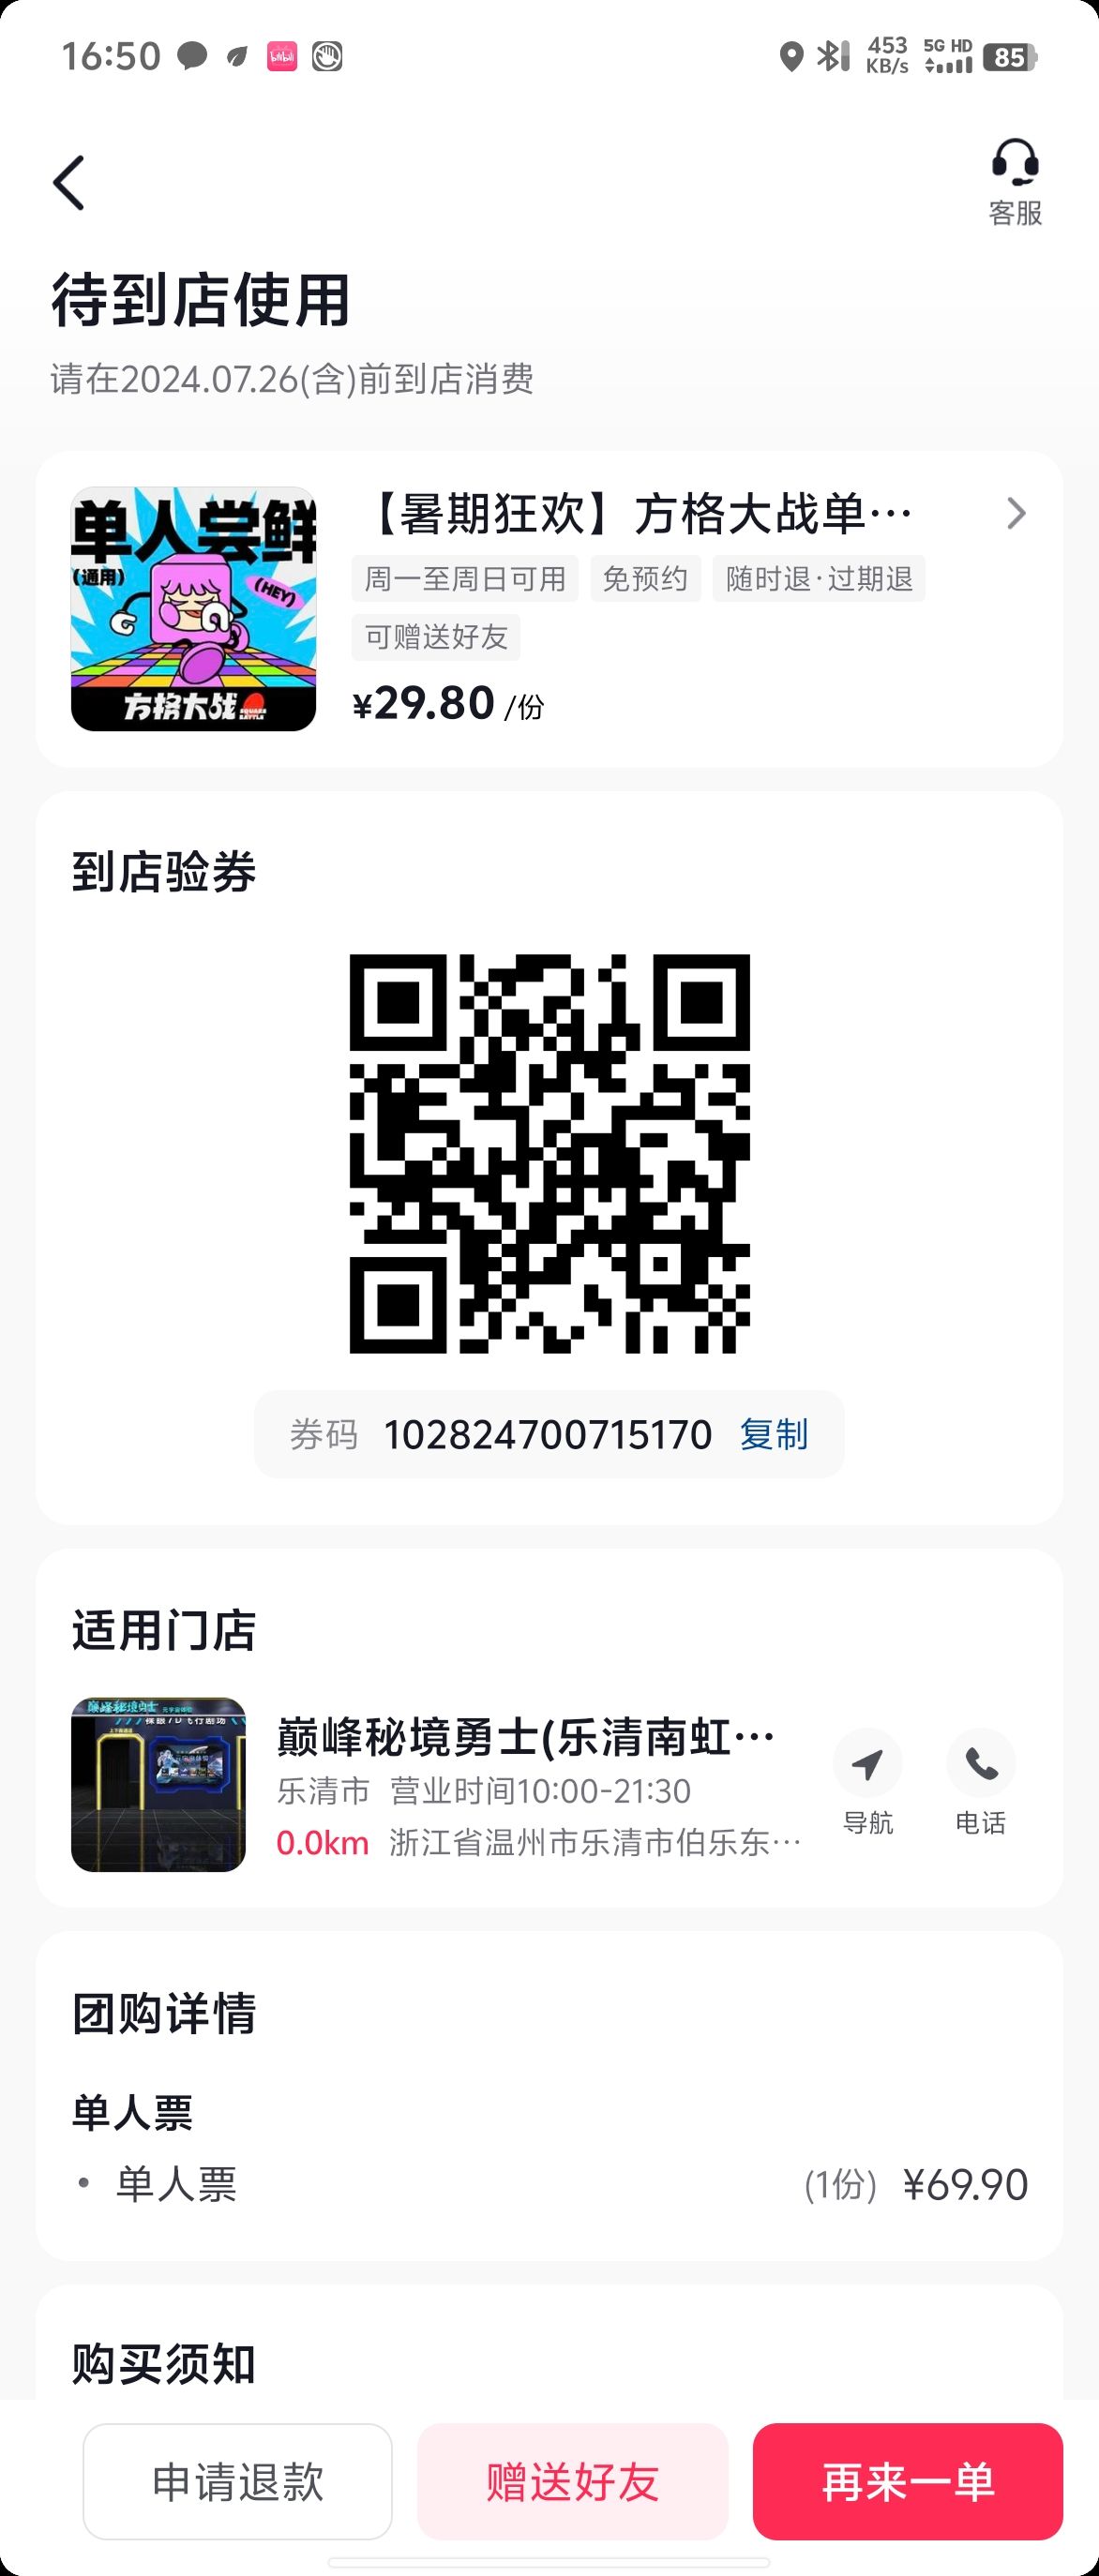 16:50
453
KB/s
5G HD
85
客服
待到店使用
请在2024.07.26(含)前到店消费
单人尝鲜
(通用)
(HEY)
方格大战
SQUARE BATTLE
【暑期狂欢】方格大战单…
周一至周日可用
免预约
随时退·过期退
可赠送好友
¥29.80 /份
到店验券
券码 102824700715170 复制
适用门店
巅峰秘境勇士
巅峰秘境勇士(乐清南虹…
乐清市 营业时间10:00-21:30
0.0km 浙江省温州市乐清市伯乐东…
导航
电话
团购详情
单人票
• 单人票 (1份) ¥69.90
购买须知
申请退款
赠送好友
再来一单